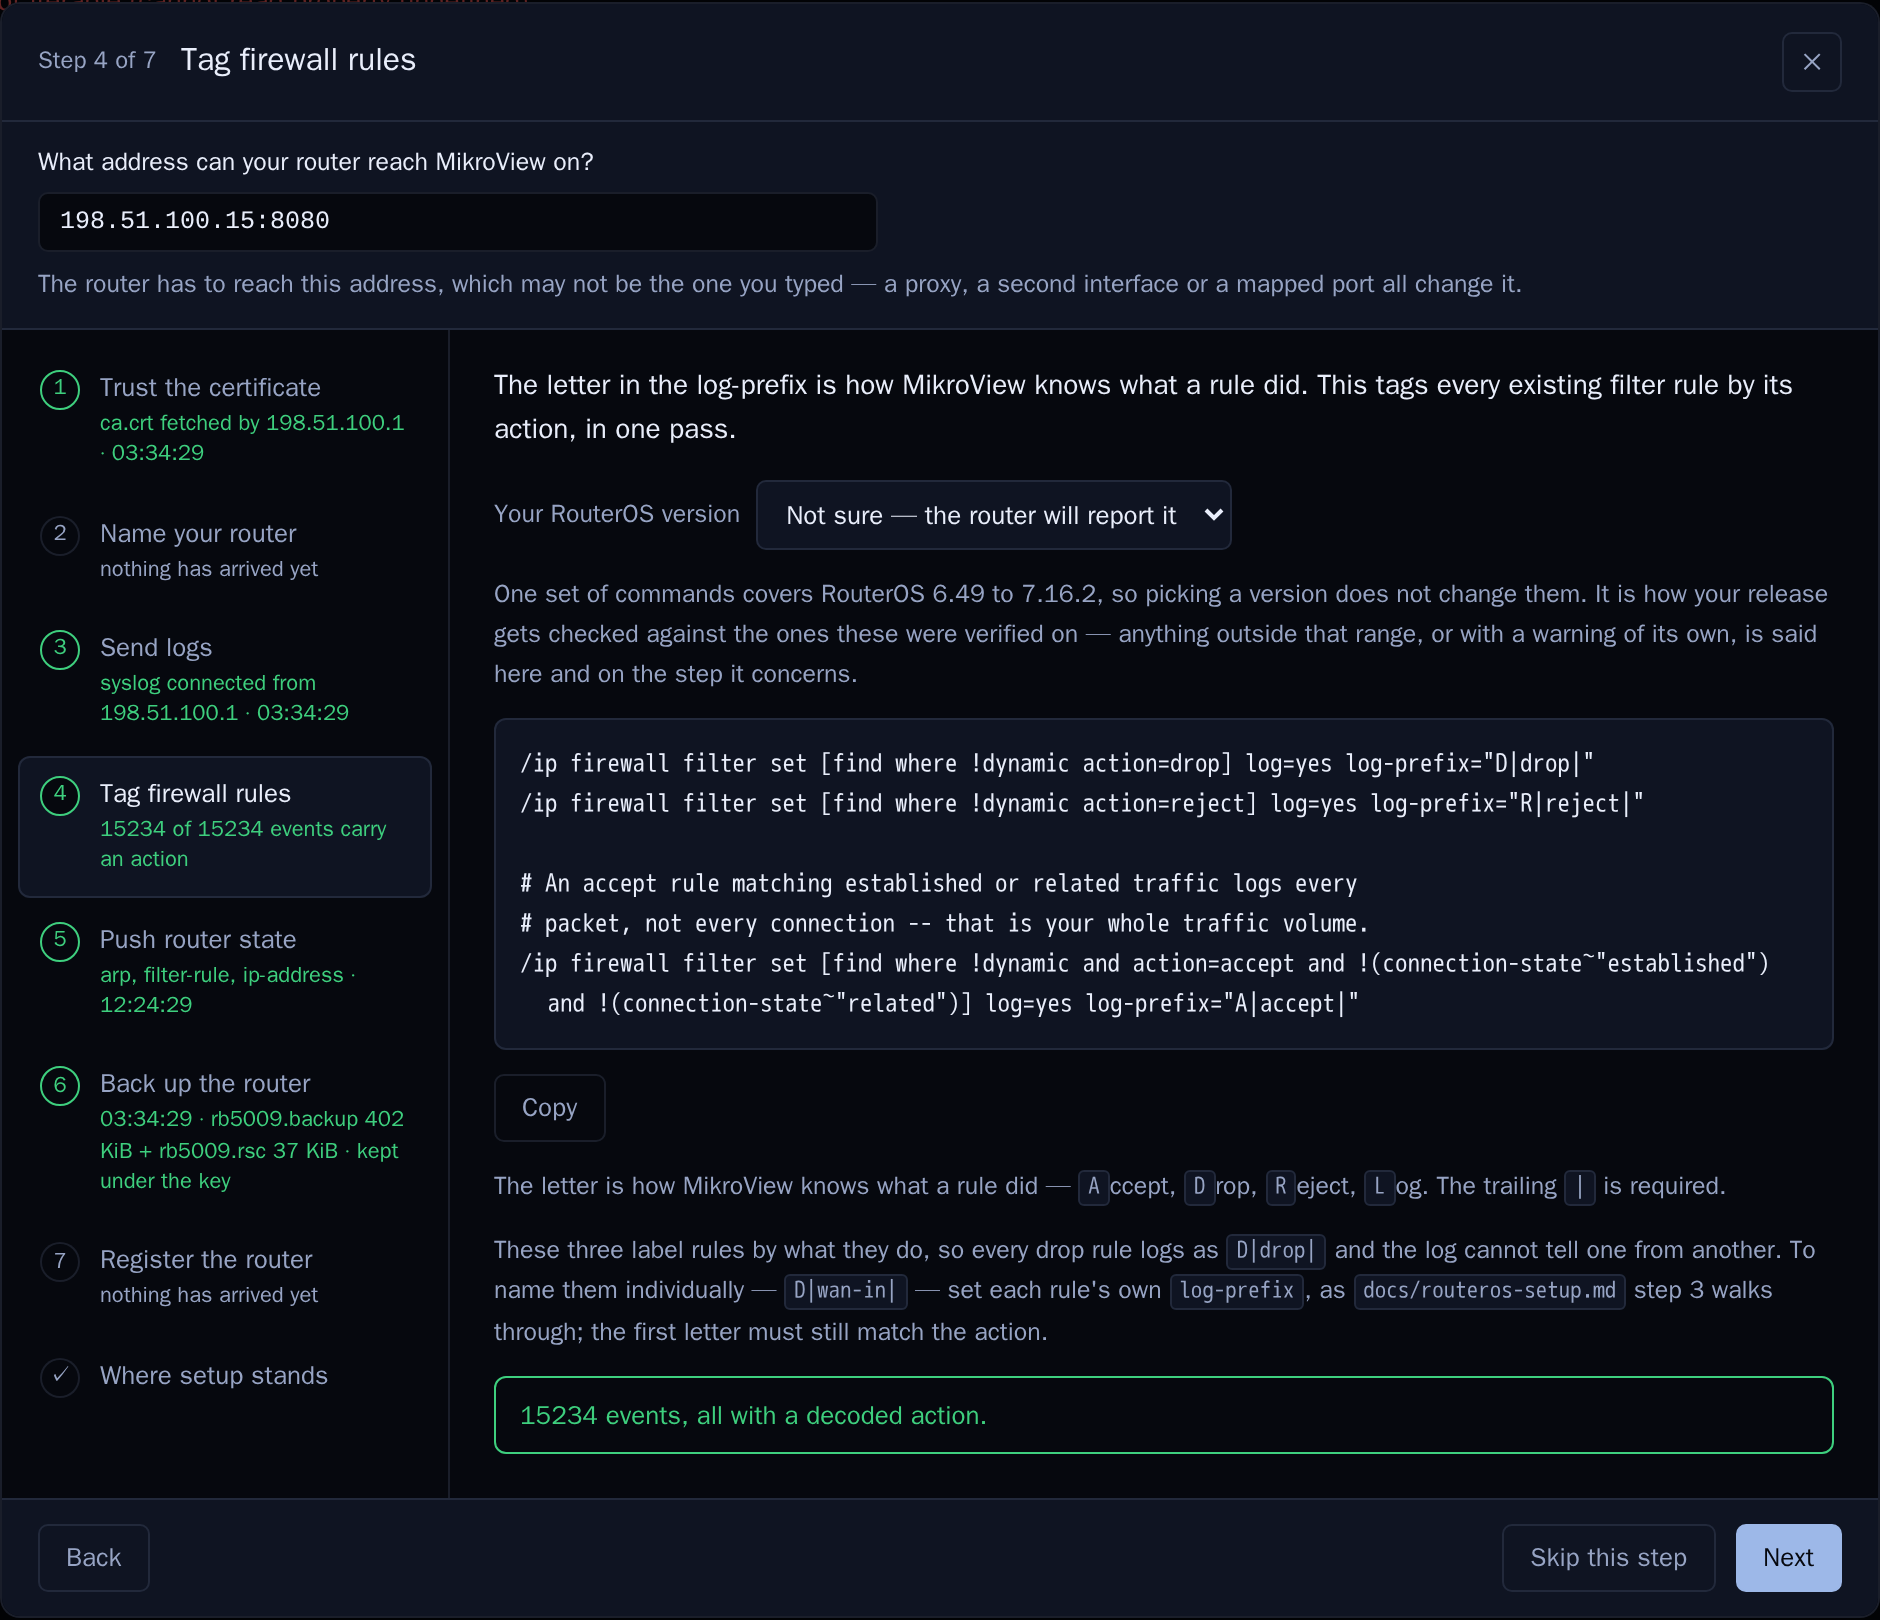 Step 4 of 7 Tag firewall rules
What address can your router reach MikroView on?
198.51.100.15:8080
The router has to reach this address, which may not be the one you typed — a proxy, a second interface or a mapped port all change it.
1 Trust the certificate
ca.crt fetched by 198.51.100.1
· 03:34:29
2 Name your router
nothing has arrived yet
3 Send logs
syslog connected from
198.51.100.1 · 03:34:29
4 Tag firewall rules
15234 of 15234 events carry
an action
5 Push router state
arp, filter-rule, ip-address ·
12:24:29
6 Back up the router
03:34:29 · rb5009.backup 402
KiB + rb5009.rsc 37 KiB · kept
under the key
7 Register the router
nothing has arrived yet
✓ Where setup stands
The letter in the log-prefix is how MikroView knows what a rule did. This tags every existing filter rule by its
action, in one pass.
Your RouterOS version Not sure — the router will report it
One set of commands covers RouterOS 6.49 to 7.16.2, so picking a version does not change them. It is how your release
gets checked against the ones these were verified on — anything outside that range, or with a warning of its own, is said
here and on the step it concerns.
/ip firewall filter set [find where !dynamic action=drop] log=yes log-prefix="D|drop|"
/ip firewall filter set [find where !dynamic action=reject] log=yes log-prefix="R|reject|"
# An accept rule matching established or related traffic logs every
# packet, not every connection -- that is your whole traffic volume.
/ip firewall filter set [find where !dynamic and action=accept and !(connection-state~"established")
and !(connection-state~"related")] log=yes log-prefix="A|accept|"
Copy
The letter is how MikroView knows what a rule did — Accept, Drop, Reject, Log. The trailing | is required.
These three label rules by what they do, so every drop rule logs as D|drop| and the log cannot tell one from another. To
name them individually — D|wan-in| — set each rule's own log-prefix, as docs/routeros-setup.md step 3 walks
through; the first letter must still match the action.
15234 events, all with a decoded action.
Back
Skip this step
Next